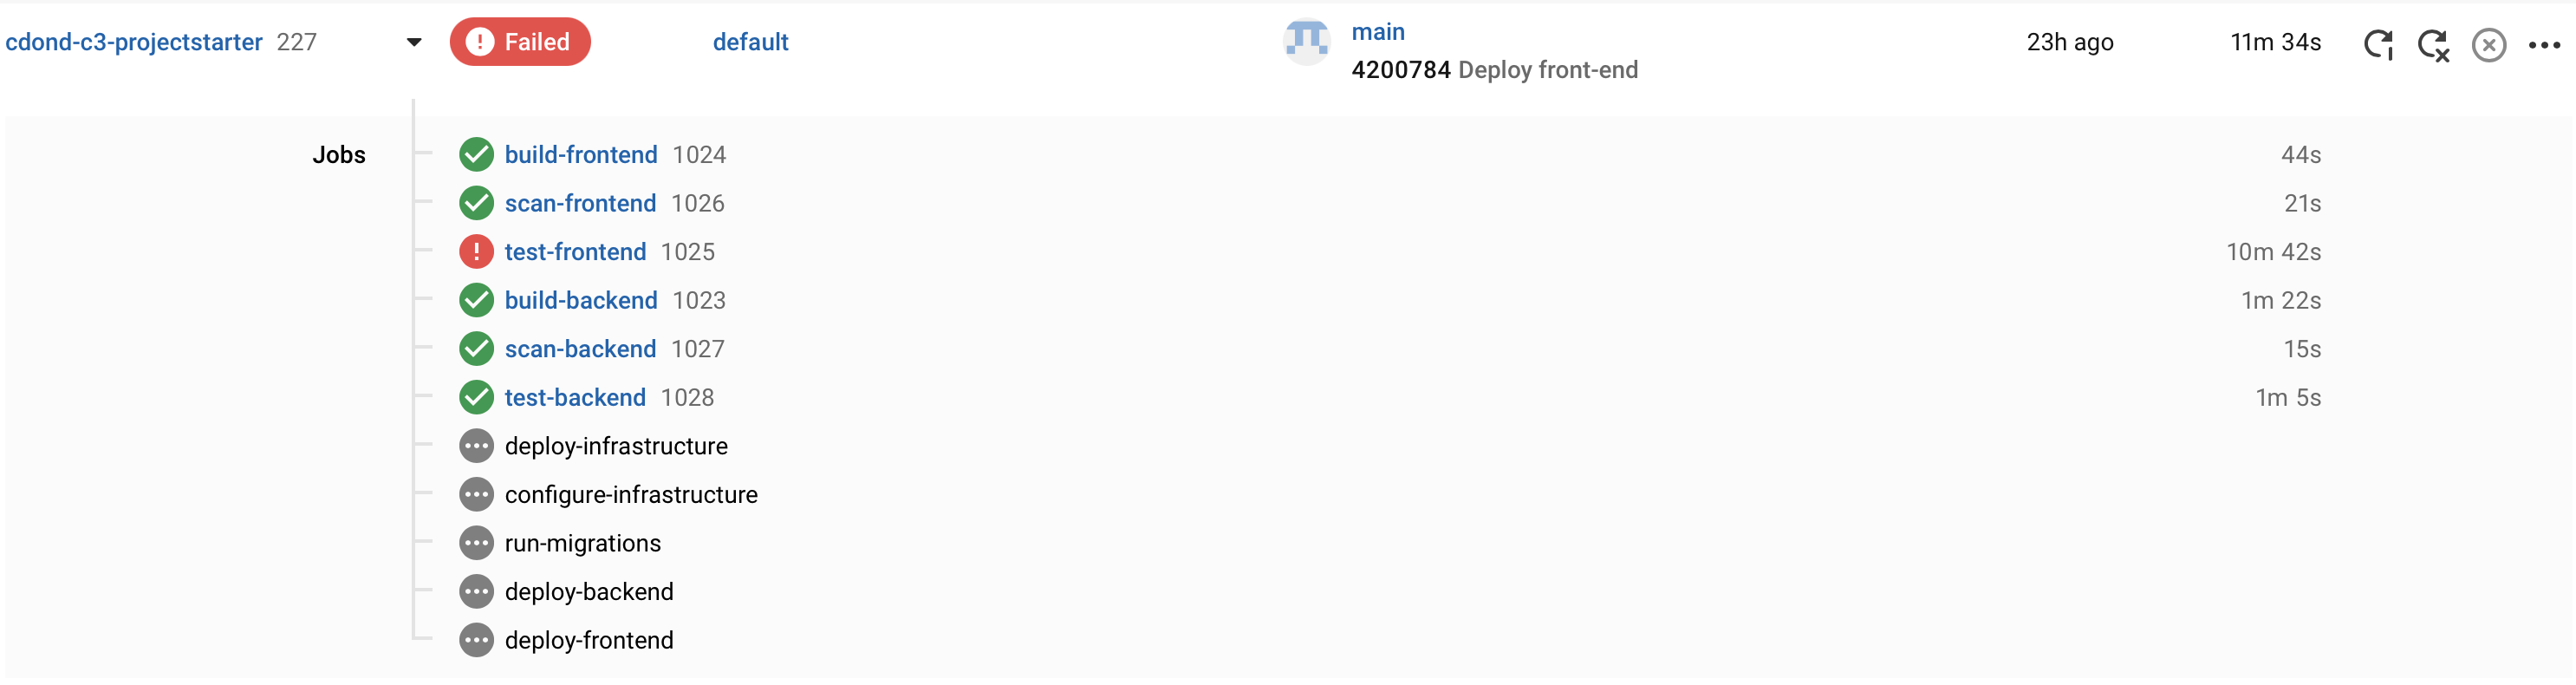 cdond-c3-projectstarter 227 Failed default main 23h ago 11m 34s
4200784 Deploy front-end
Jobs build-frontend 1024 44s
scan-frontend 1026 21s
test-frontend 1025 10m 42s
build-backend 1023 1m 22s
scan-backend 1027 15s
test-backend 1028 1m 5s
deploy-infrastructure
configure-infrastructure
run-migrations
deploy-backend
deploy-frontend